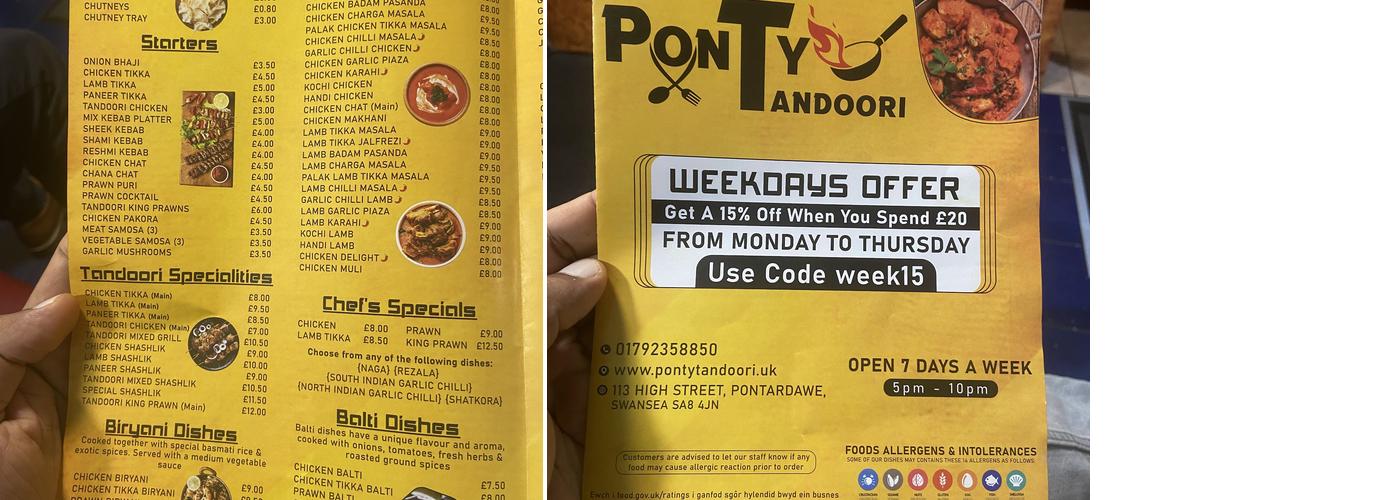 CHUTNEYS
£0.80
CHUTNEY TRAY
£3.00
Starters
ONION BHAJI £3.50
CHICKEN TIKKA £4.50
LAMB TIKKA £5.00
PANEER TIKKA £4.50
TANDOORI CHICKEN £3.00
MIX KEBAB PLATTER £5.00
SHEEK KEBAB £4.00
SHAMI KEBAB £4.00
RESHMI KEBAB £4.00
CHICKEN CHAT £4.50
CHANA CHAT £4.00
PRAWN PURI £4.50
PRAWN COCKTAIL £4.50
TANDOORI KING PRAWNS £6.00
CHICKEN PAKORA £4.50
MEAT SAMOSA (3) £3.50
VEGETABLE SAMOSA (3) £3.50
GARLIC MUSHROOMS £3.50
Tandoori Specialities
CHICKEN TIKKA (Main) £8.00
LAMB TIKKA (Main) £9.50
PANEER TIKKA (Main) £8.50
TANDOORI CHICKEN (Main) £7.00
TANDOORI MIXED GRILL £10.50
CHICKEN SHASHLIK £9.00
LAMB SHASHLIK £10.00
PANEER SHASHLIK £9.00
TANDOORI MIXED SHASHLIK £10.50
SPECIAL SHASHLIK £11.50
TANDOORI KING PRAWN (Main) £12.00
Biryani Dishes
Cooked together with special basmati rice &
exotic spices. Served with a medium vegetable
sauce
CHICKEN BIRYANI £9.00
CHICKEN TIKKA BIRYANI
CHICKEN BADAM PASANDA
CHICKEN CHARGA MASALA
PALAK CHICKEN TIKKA MASALA
CHICKEN CHILLI MASALA
GARLIC CHILLI CHICKEN
CHICKEN GARLIC PIAZA
CHICKEN KARAHI
KOCHI CHICKEN
HANDI CHICKEN
CHICKEN CHAT (Main)
CHICKEN MAKHANI
LAMB TIKKA MASALA
LAMB TIKKA JALFREZI
LAMB BADAM PASANDA
LAMB CHARGA MASALA
PALAK LAMB TIKKA MASALA
LAMB CHILLI MASALA
GARLIC CHILLI LAMB
LAMB GARLIC PIAZA
LAMB KARAHI
KOCHI LAMB
HANDI LAMB
CHICKEN DELIGHT
CHICKEN MULI
£8.50
£9.00
£9.50
£8.50
£8.00
£8.00
£8.00
£8.00
£8.00
£8.00
£8.00
£9.00
£9.00
£9.00
£9.50
£9.50
£8.50
£8.50
£9.00
£9.00
£9.00
£9.00
£8.00
£8.00
Chef's Specials
CHICKEN £8.00 PRAWN £9.00
LAMB TIKKA £8.50 KING PRAWN £12.50
Choose from any of the following dishes:
{NAGA} {REZALA}
{SOUTH INDIAN GARLIC CHILLI}
{NORTH INDIAN GARLIC CHILLI} {SHATKORA}
Balti Dishes
Balti dishes have a unique flavour and aroma,
cooked with onions, tomatoes, fresh herbs &
roasted ground spices
CHICKEN BALTI £7.50
CHICKEN TIKKA BALTI
PRAWN BALTI
PONTY
TANDOORI
WEEKDAYS OFFER
Get A 15% Off When You Spend £20
FROM MONDAY TO THURSDAY
Use Code week15
01792358850
www.pontytandoori.uk
113 HIGH STREET, PONTARDAWE,
SWANSEA SA8 4JN
OPEN 7 DAYS A WEEK
5pm - 10pm
Customers are advised to let our staff know if any
food may cause allergic reaction prior to order
FOODS ALLERGENS & INTOLERANCES
SOME OF OUR DISHES MAY CONTAINS THESE 14 ALLERGENS AS FOLLOWS:
Ewch i food.gov.uk/ratings i ganfod sgôr hylendid bwyd ein busnes